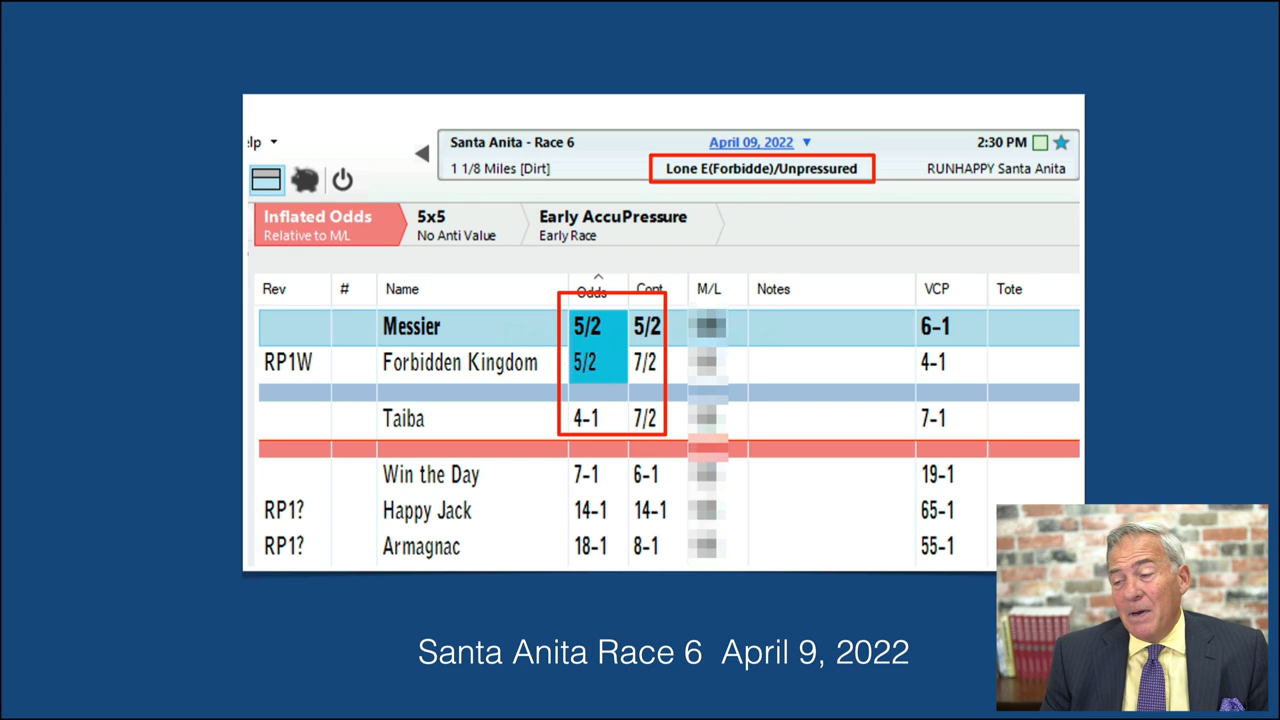 lp
Santa Anita - Race 6 April 09, 2022 ▼ 2:30 PM
1 1/8 Miles [Dirt] Lone E(Forbidde)/Unpressured RUNHAPPY Santa Anita
Inflated Odds 5x5 Early AccuPressure
Relative to M/L No Anti Value Early Race
Rev # Name Odds Cont M/L Notes VCP Tote
Messier 5/2 5/2 6-1
RP1W Forbidden Kingdom 5/2 7/2 4-1
Taiba 4-1 7/2 7-1
Win the Day 7-1 6-1 19-1
RP1? Happy Jack 14-1 14-1 65-1
RP1? Armagnac 18-1 8-1 55-1
Santa Anita Race 6 April 9, 2022